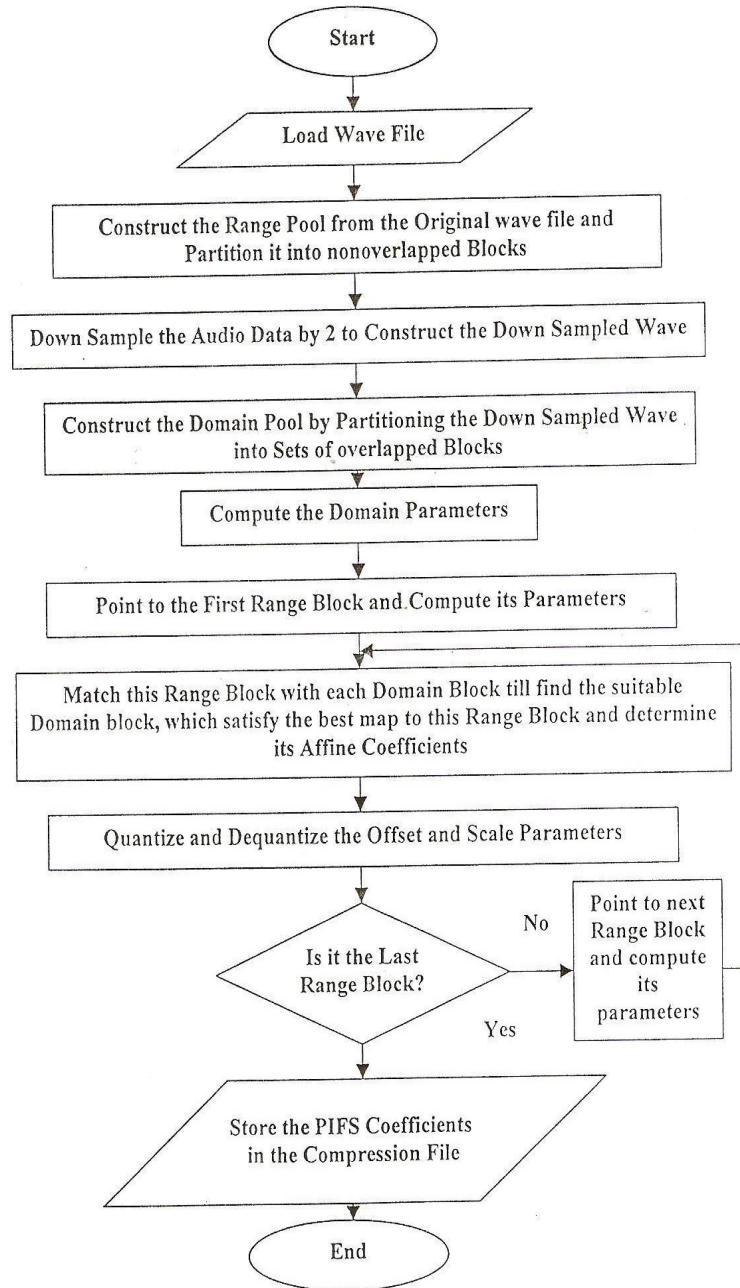 Start
Load Wave File
Construct the Range Pool from the Original wave file and
Partition it into nonoverlapped Blocks
Down Sample the Audio Data by 2 to Construct the Down Sampled Wave
Construct the Domain Pool by Partitioning the Down Sampled Wave
into Sets of overlapped Blocks
Compute the Domain Parameters
Point to the First Range Block and Compute its Parameters
Match this Range Block with each Domain Block till find the suitable
Domain block, which satisfy the best map to this Range Block and determine
its Affine Coefficients
Quantize and Dequantize the Offset and Scale Parameters
Is it the Last
Range Block?
No
Point to next
Range Block
and compute
its
parameters
Yes
Store the PIFS Coefficients
in the Compression File
End